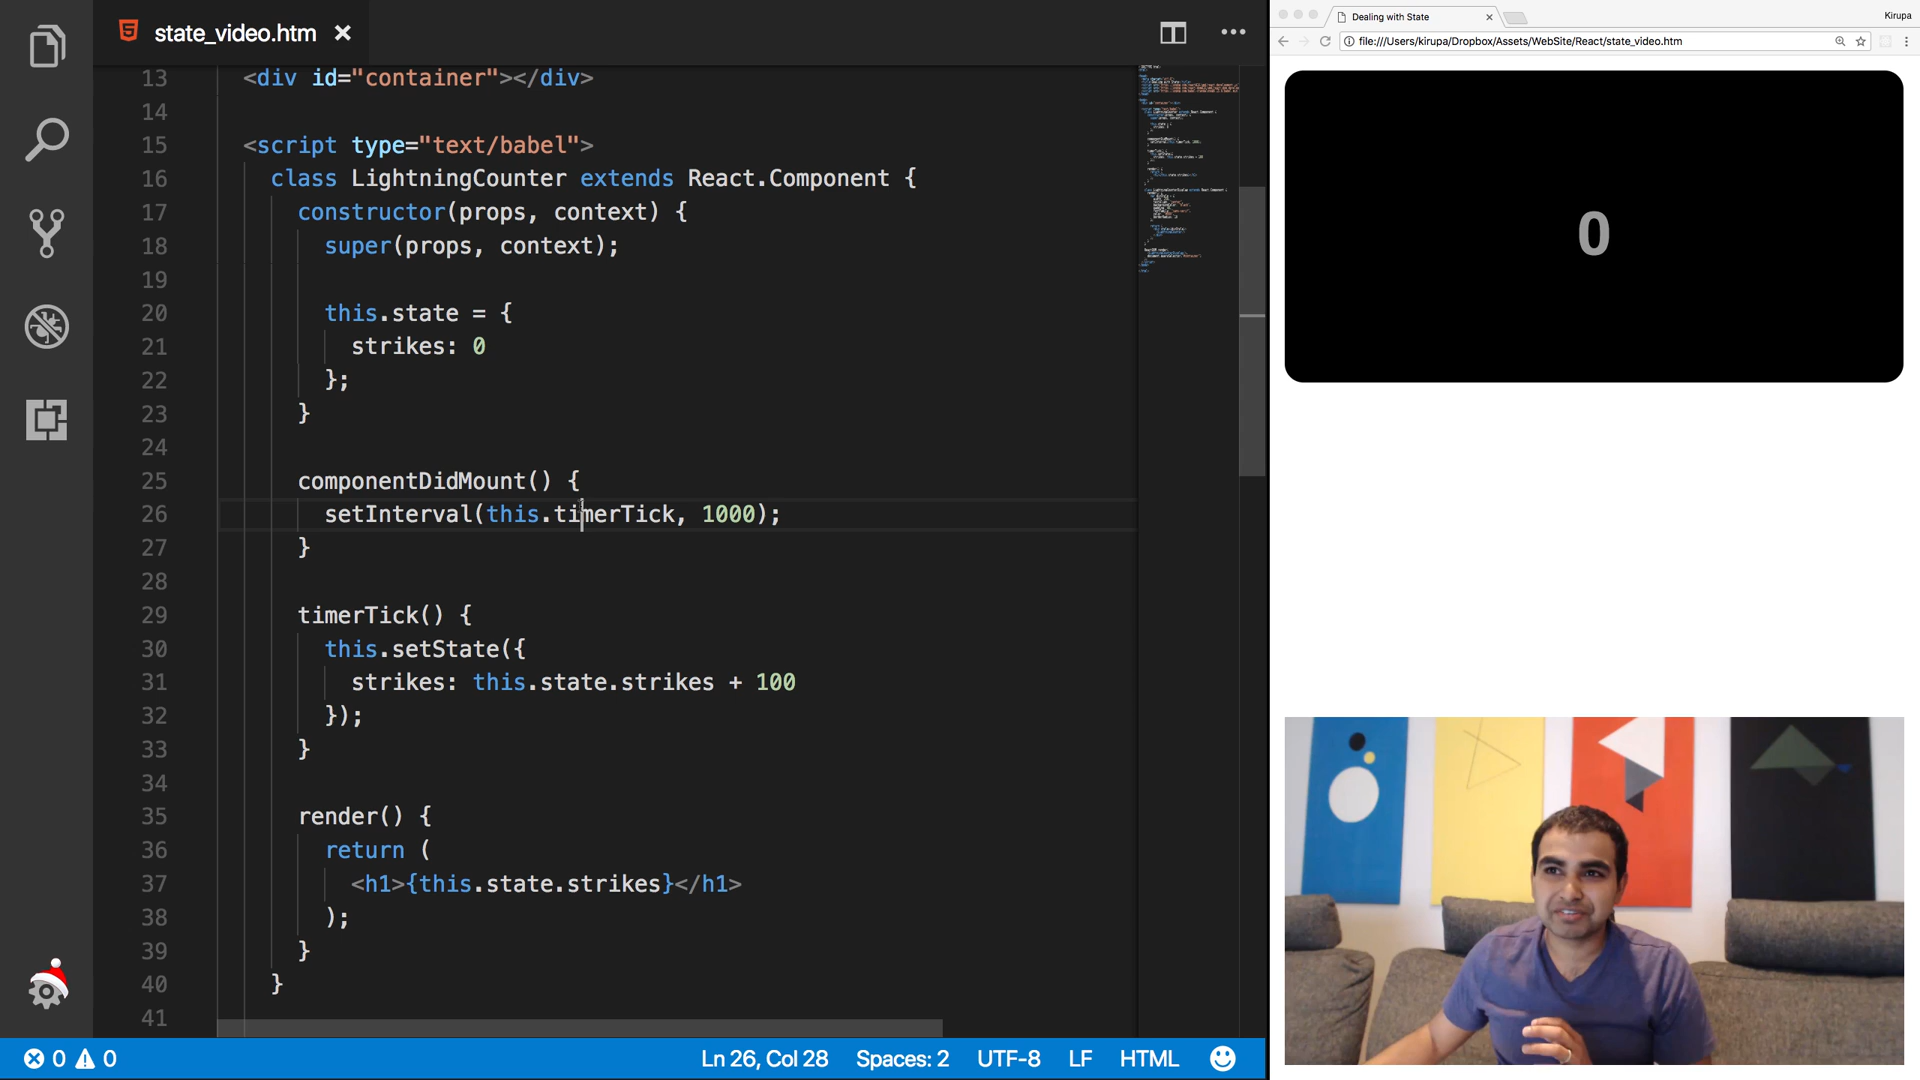 state_video.htm
13 <div id="container"></div>
14
15 <script type="text/babel">
16 class LightningCounter extends React.Component {
17 constructor(props, context) {
18 super(props, context);
19
20 this.state = {
21 strikes: 0
22 };
23 }
24
25 componentDidMount() {
26 setInterval(this.timerTick, 1000);
27 }
28
29 timerTick() {
30 this.setState({
31 strikes: this.state.strikes + 100
32 });
33 }
34
35 render() {
36 return (
37 <h1>{this.state.strikes}</h1>
38 );
39 }
40 }
41
0 0 Ln 26, Col 28 Spaces: 2 UTF-8 LF HTML
Dealing with State Kirupa
file:///Users/kirupa/Dropbox/Assets/WebSite/React/state_video.htm
0